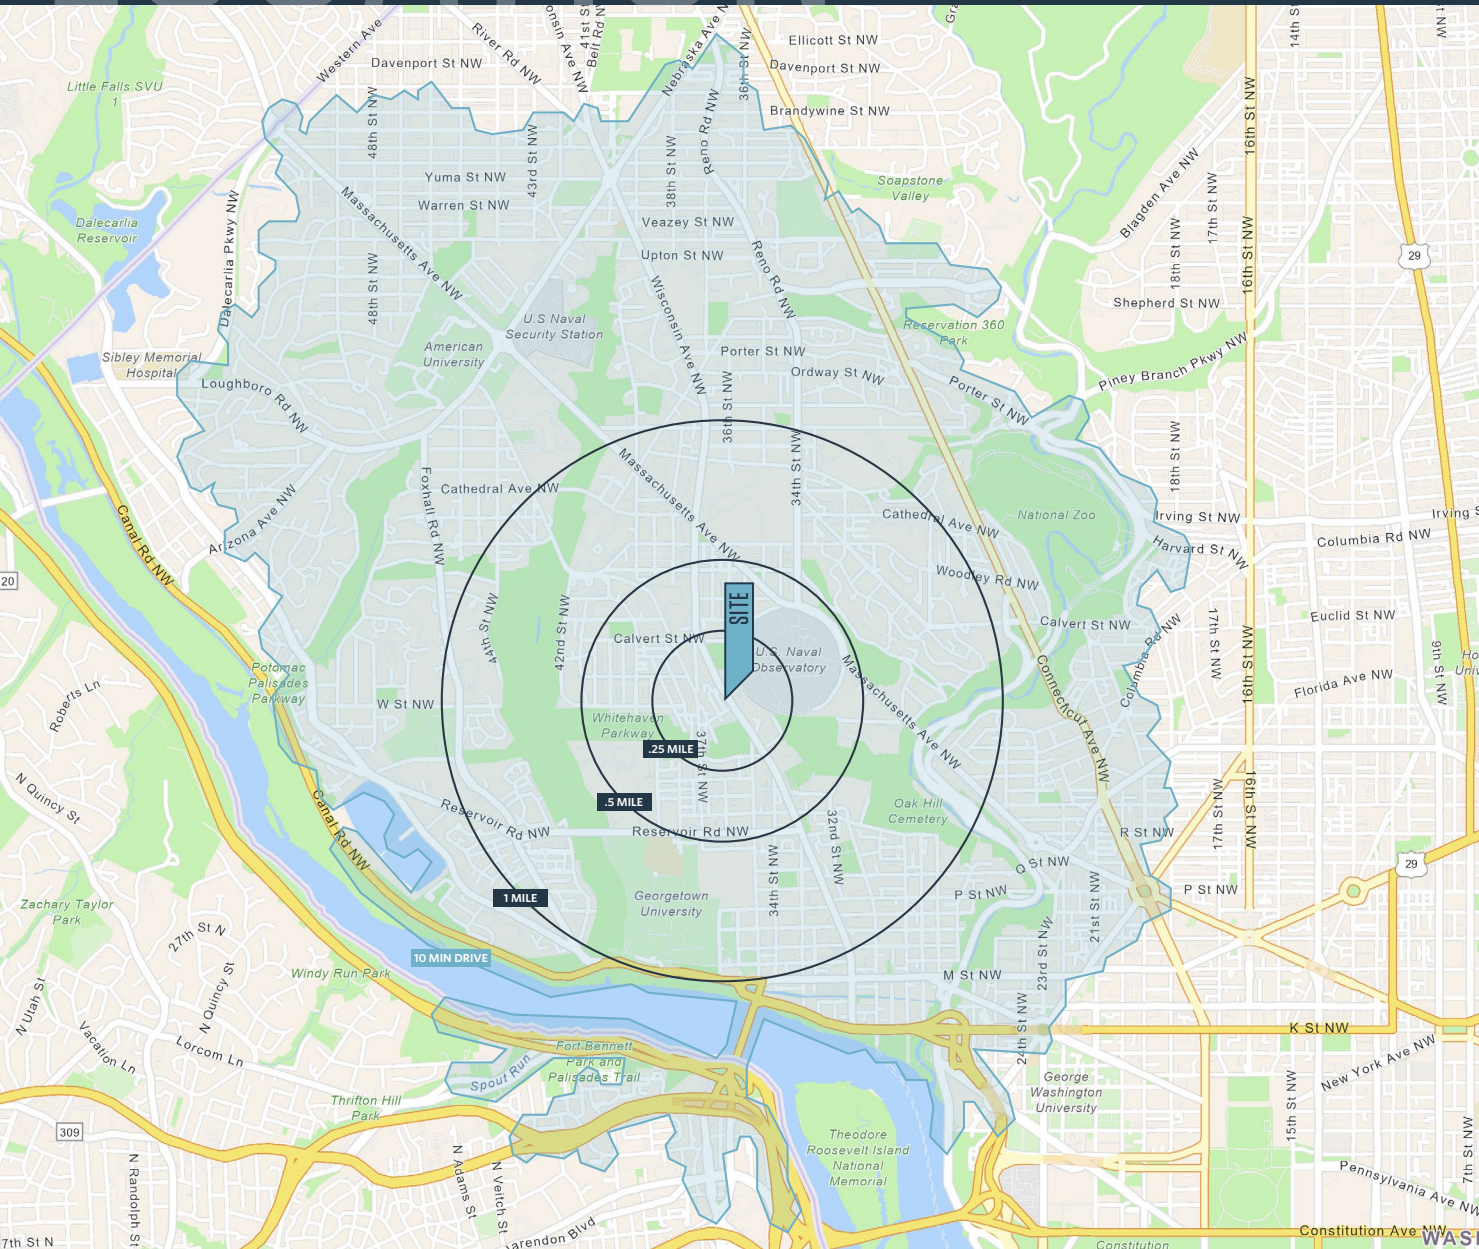 Ellicott St NW
Davenport St NW
Davenport St NW
Western Ave
River Rd NW
41st S
Belt Rd N
Nebraska Ave N
36th St NW
14th S
Little Falls SVU
1
48th St NW
43rd St NW
38th St NW
Reno Rd NW
Brandywine St NW
16th St NW
Yuma St NW
Warren St NW
Veazey St NW
Upton St NW
Soapstone
Valley
Blagden Ave NW
17th St NW
18th St NW
16th St NW
29
Dalecarlia
Reservoir
Dalecarlia Pkwy NW
Massachusetts Ave NW
48th St NW
Wisconsin Ave NW
Reno Rd NW
Shepherd St NW
U.S Naval
Security Station
American
University
Reservation 360
Park
Sibley Memorial
Hospital
Porter St NW
Ordway St NW
Porter St NW
Piney Branch Pkwy NW
Loughboro Rd NW
36th St NW
34th St NW
18th St NW
Massachusetts Ave NW
Foxhall Rd NW
Cathedral Ave NW
Cathedral Ave NW
National Zoo
Irving St NW
Irving S
Columbia Rd NW
Harvard St NW
Arizona Ave NW
Canal Rd NW
20
Woodley Rd NW
44th St NW
42nd St NW
SITE
Calvert St NW
Calvert St NW
Euclid St NW
Columbia Rd NW
17th St NW
16th St NW
9th St NW
Ho
Univ
U.S. Naval
Observatory
Massachusetts Ave NW
Connecticut Ave NW
Florida Ave NW
Potomac
Palisades
Parkway
Roberts Ln
W St NW
Whitehaven
Parkway
37th St NW
.25 MILE
.5 MILE
N Quincy St
Canal Rd NW
Reservoir Rd NW
Reservoir Rd NW
Oak Hill
Cemetery
32nd St NW
34th St NW
17th St NW
16th St NW
R St NW
Q St NW
P St NW
P St NW
21st St NW
29
1 MILE
Georgetown
University
Zachary Taylor
Park
27th St N
10 MIN DRIVE
Windy Run Park
N Quincy St
N Utah St
M St NW
23rd St NW
24th St NW
K St NW
New York Ave NW
Vacation Ln
Lorcom Ln
Spout Run
Fort Bennett
Park and
Palisades Trail
Thrifton Hill
Park
309
George
Washington
University
Theodore
Roosevelt Island
National
Memorial
15th St NW
7th St NW
N Randolph St
N Adams St
N Veitch St
Pennsylvania Ave NW
7th St N
larendon Blvd
Constitution Ave NW
Constitution
WAS